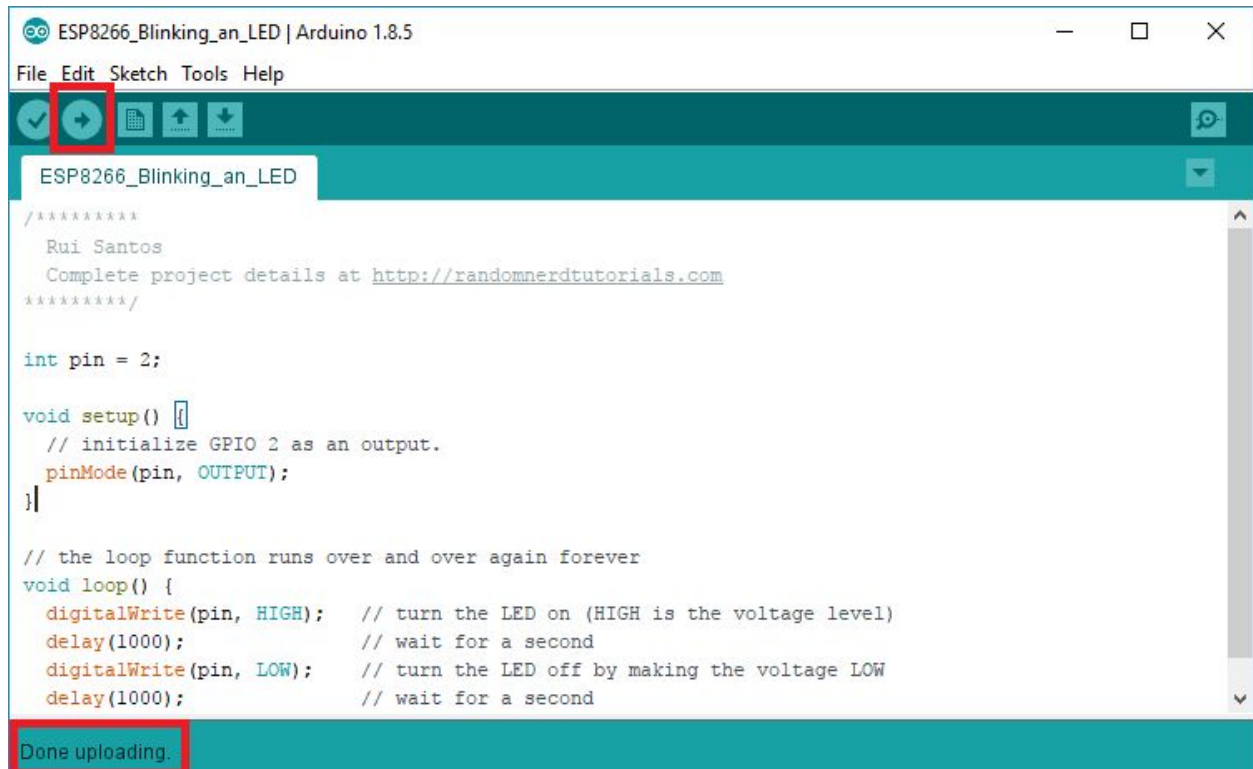 ESP8266_Blinking_an_LED | Arduino 1.8.5
File Edit Sketch Tools Help
ESP8266_Blinking_an_LED
/*********
Rui Santos
Complete project details at http://randomnerdtutorials.com
*********/
int pin = 2;
void setup() {
// initialize GPIO 2 as an output.
pinMode(pin, OUTPUT);
}
// the loop function runs over and over again forever
void loop() {
digitalWrite(pin, HIGH); // turn the LED on (HIGH is the voltage level)
delay(1000); // wait for a second
digitalWrite(pin, LOW); // turn the LED off by making the voltage LOW
delay(1000); // wait for a second
Done uploading.